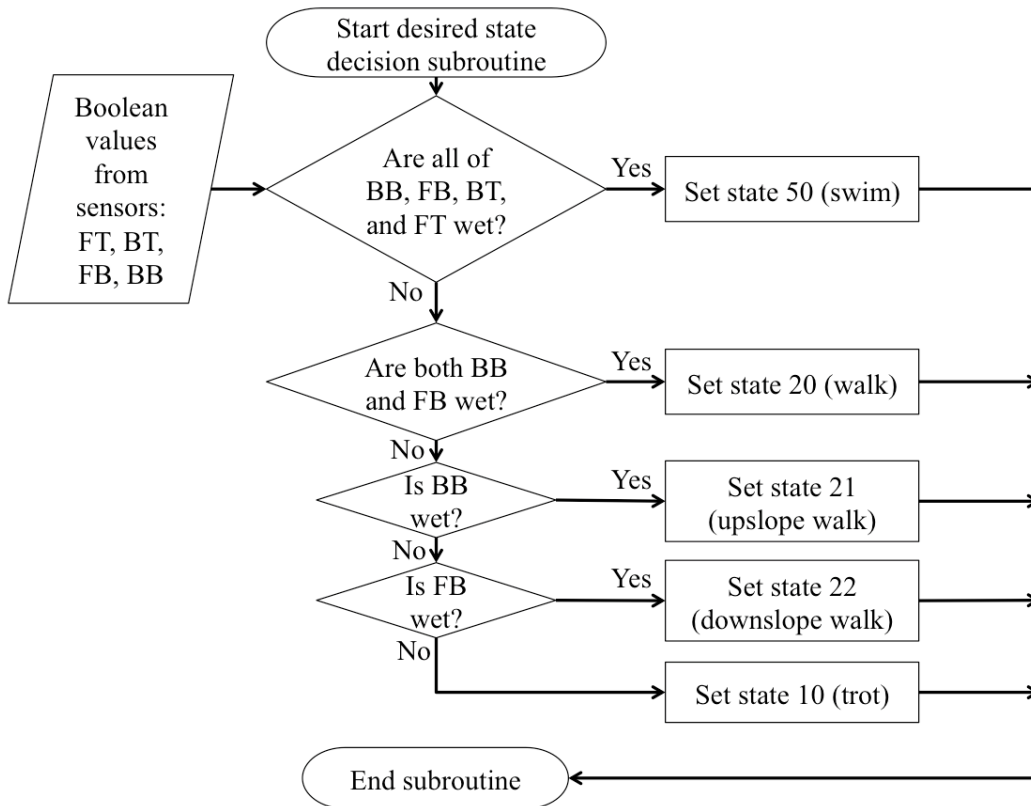 Start desired state
decision subroutine
Boolean
values
from
sensors:
FT, BT,
FB, BB
Are all of
BB, FB, BT,
and FT wet?
Yes
Set state 50 (swim)
No
Are both BB
and FB wet?
Yes
Set state 20 (walk)
No
Is BB
wet?
Yes
Set state 21
(upslope walk)
No
Is FB
wet?
Yes
Set state 22
(downslope walk)
No
Set state 10 (trot)
End subroutine